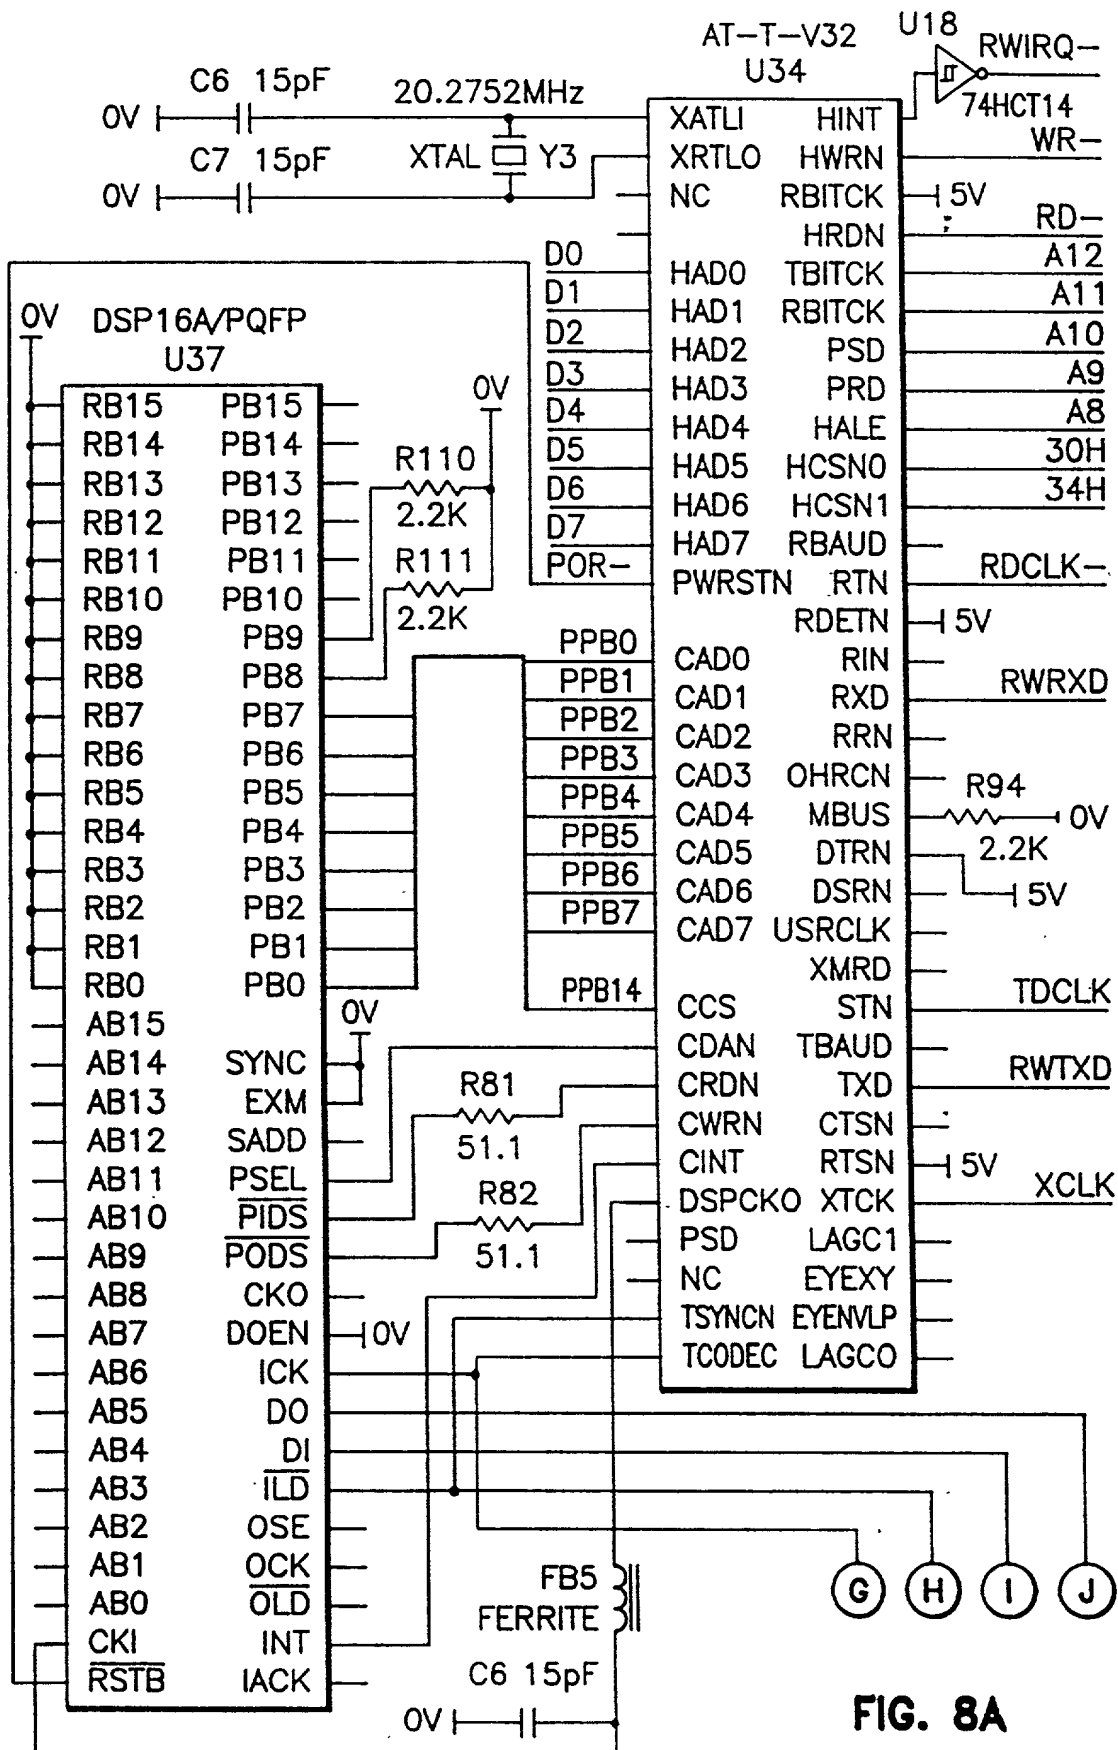 AT-T-V32
U34
U18
RWIRQ-
74HCT14
C6 15pF
0V
20.2752MHz
XTAL
Y3
C7 15pF
0V
XATLI HINT
XRTLO HWRN WR-
NC RBITCK 5V
HRDN RD-
D0 HAD0 TBITCK A12
D1 HAD1 RBITCK A11
D2 HAD2 PSD A10
D3 HAD3 PRD A9
D4 HAD4 HALE A8
D5 HAD5 HCSN0 30H
D6 HAD6 HCSN1 34H
D7 HAD7 RBAUD
POR- PWRSTN RTN RDCLK-
RDETN 5V
PPB0 CAD0 RIN
PPB1 CAD1 RXD RWRXD
PPB2 CAD2 RRN
PPB3 CAD3 OHRCN
PPB4 CAD4 MBUS R94 2.2K 0V
PPB5 CAD5 DTRN
PPB6 CAD6 DSRN 5V
PPB7 CAD7 USRCLK
XMRD
PPB14 CCS STN TDCLK
CDAN TBAUD
CRDN TXD RWTXD
CWRN CTSN
CINT RTSN 5V
DSPCKO XTCK XCLK
PSD LAGC1
NC EYEXY
TSYNCN EYENVLP
TCODEC LAGCO
0V
DSP16A/PQFP
U37
RB15 PB15
RB14 PB14
RB13 PB13
RB12 PB12
RB11 PB11
RB10 PB10
RB9 PB9
RB8 PB8
RB7 PB7
RB6 PB6
RB5 PB5
RB4 PB4
RB3 PB3
RB2 PB2
RB1 PB1
RB0 PB0
AB15
AB14 SYNC
AB13 EXM
AB12 SADD
AB11 PSEL
AB10 PIDS
AB9 PODS
AB8 CKO
AB7 DOEN 0V
AB6 ICK
AB5 DO
AB4 DI
AB3 ILD
AB2 OSE
AB1 OCK
AB0 OLD
CKI INT
RSTB IACK
0V
R110
2.2K
R111
2.2K
0V
R81
51.1
R82
51.1
FB5
FERRITE
C6 15pF
0V
G H I J
FIG. 8A